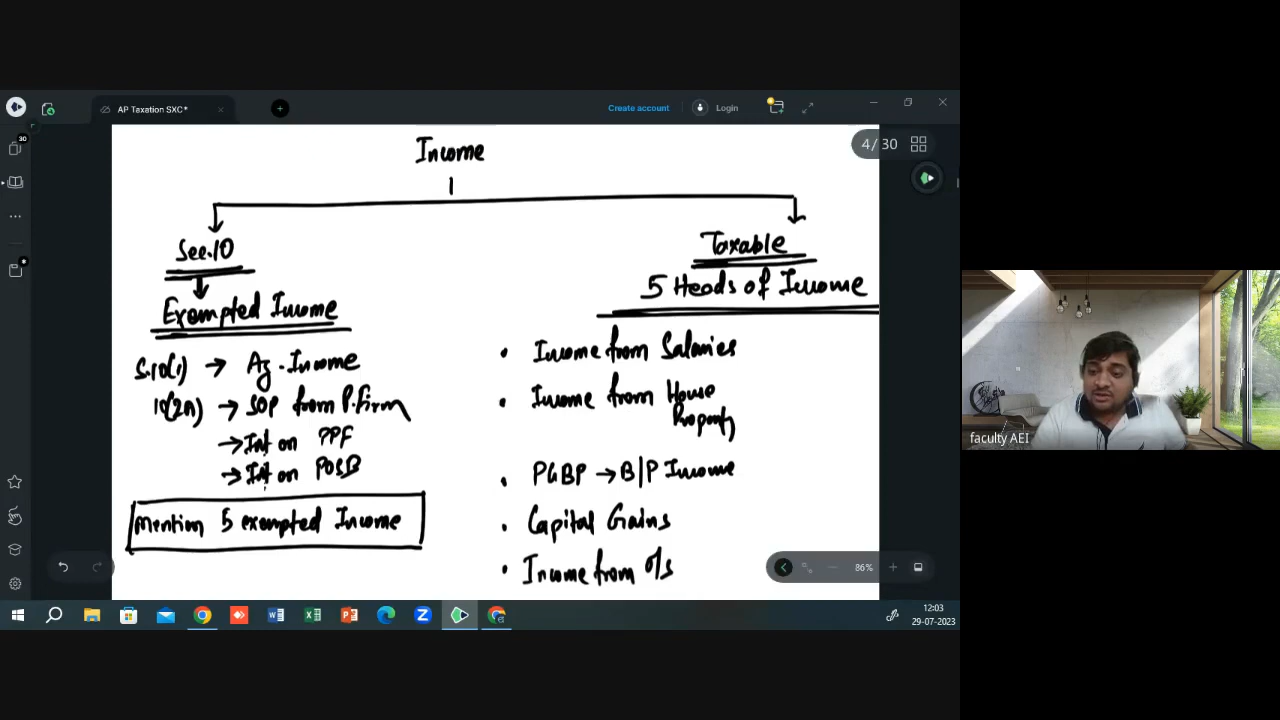 AP Taxation SXC*
Create account
Login
30
4/ 30
Income
Sec.10
Exempted Income
S.10(1) → Ag. Income
10(2A) → SOP from P.Firm
→ Int on PPF
→ Int on POSB
Mention 5 exempted Income
Taxable
5 Heads of Income
• Income from Salaries
• Income from House
Property
• PGBP → B/P Income
• Capital Gains
• Income from O/S
86%
faculty AEI
12:03
29-07-2023